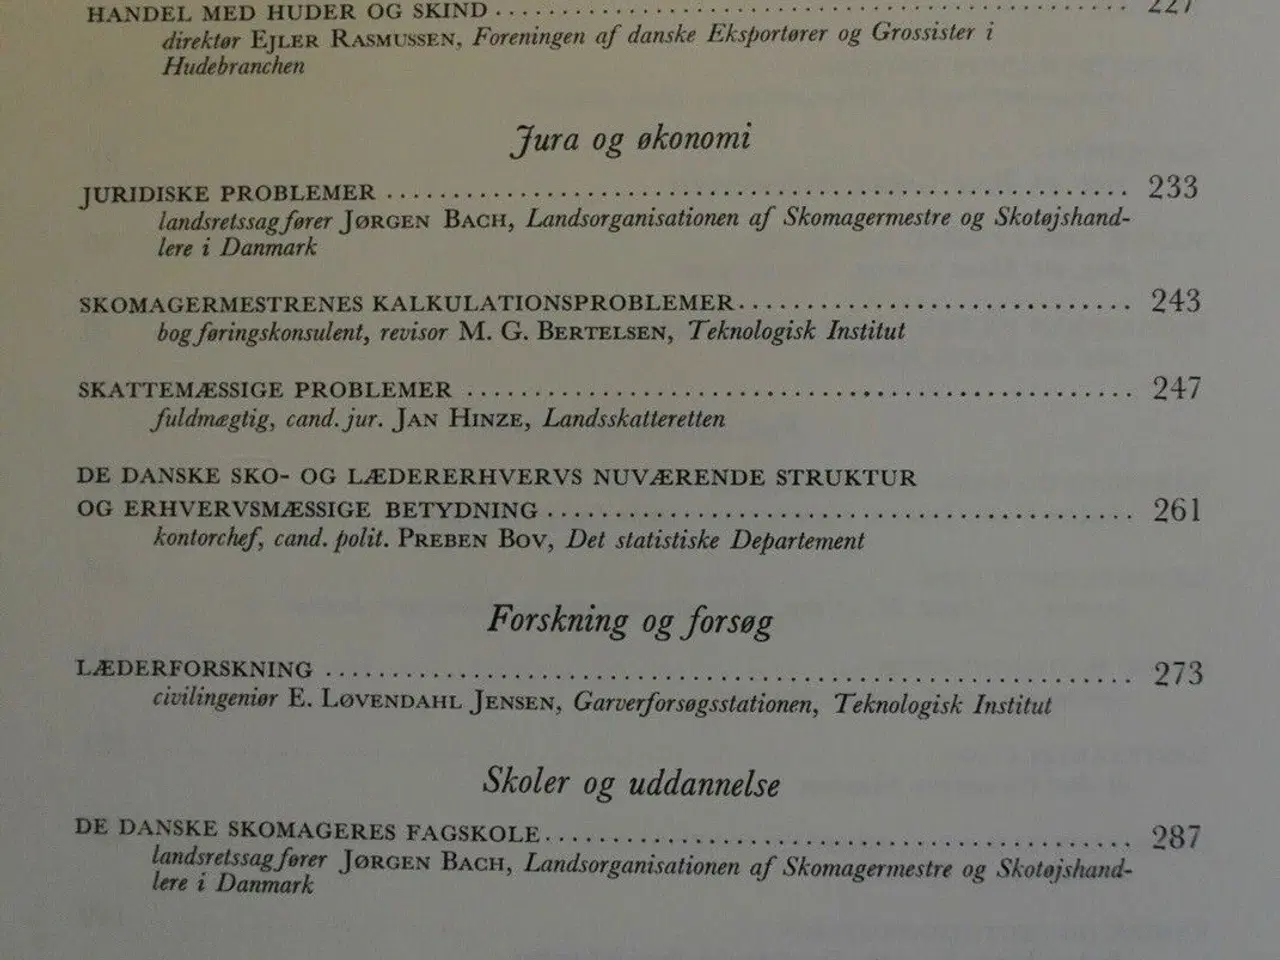 HANDEL MED HUDER OG SKIND ........................................ 227
direktør EJLER RASMUSSEN, Foreningen af danske Eksportører og Grossister i
Hudebranchen
Jura og økonomi
JURIDISKE PROBLEMER ........................................ 233
landsretssagfører JØRGEN BACH, Landsorganisationen af Skomagermestre og Skotøjshand-
lere i Danmark
SKOMAGERMESTRENES KALKULATIONSPROBLEMER ........................ 243
bogføringskonsulent, revisor M. G. BERTELSEN, Teknologisk Institut
SKATTEMÆSSIGE PROBLEMER ........................................ 247
fuldmægtig, cand. jur. JAN HINZE, Landsskatteretten
DE DANSKE SKO- OG LÆDERERHVERVS NUVÆRENDE STRUKTUR
OG ERHVERVSMÆSSIGE BETYDNING ................................ 261
kontorchef, cand. polit. PREBEN BOV, Det statistiske Departement
Forskning og forsøg
LÆDERFORSKNING ........................................ 273
civilingeniør E. LØVENDAHL JENSEN, Garverforsøgsstationen, Teknologisk Institut
Skoler og uddannelse
DE DANSKE SKOMAGERES FAGSKOLE ................................ 287
landsretssagfører JØRGEN BACH, Landsorganisationen af Skomagermestre og Skotøjshand-
lere i Danmark